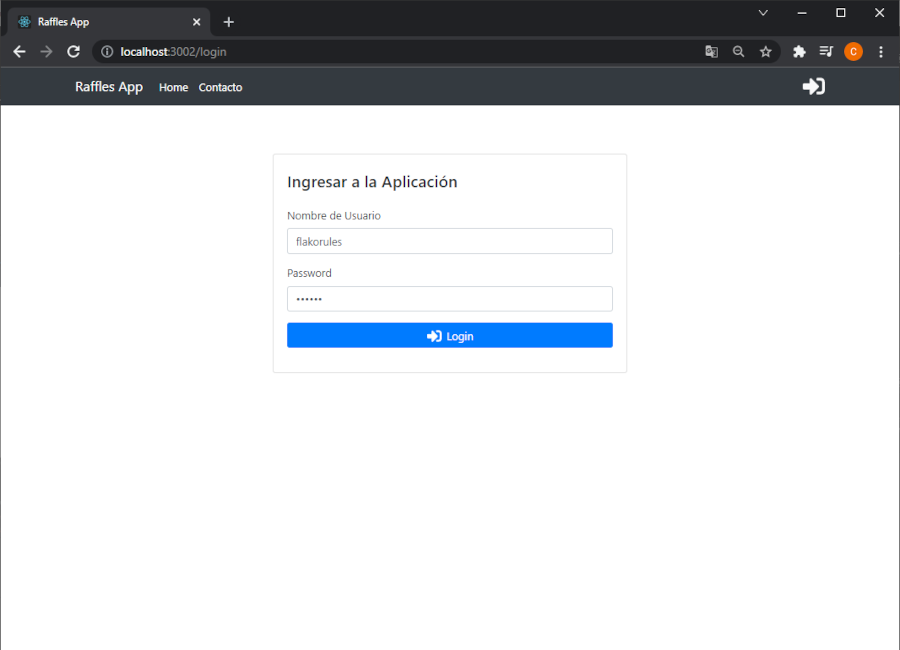 Raffles App
localhost:3002/login
C
Raffles App Home Contacto
Ingresar a la Aplicación
Nombre de Usuario
flakorules
Password
••••••
Login